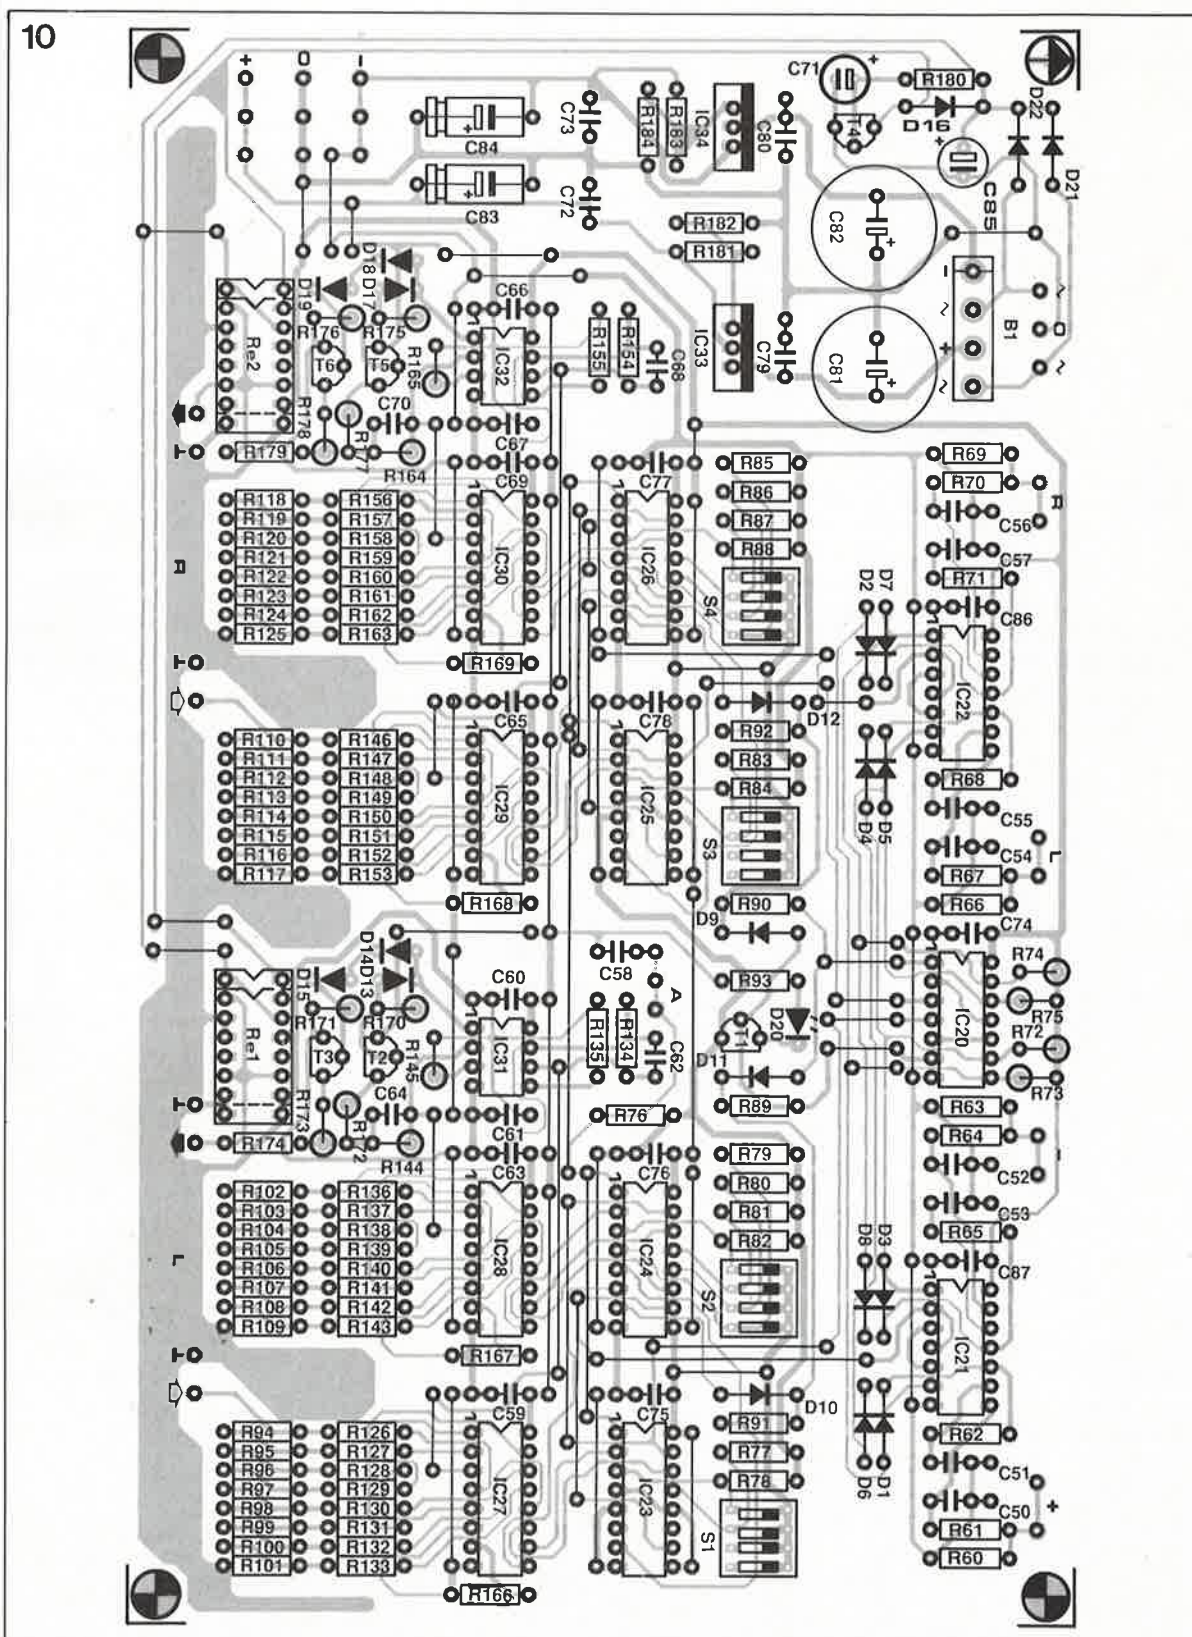 10
+
0
-
C84
C83
C73
C72
R184
R183
IC34
C80
C71
+
R180
D16
T4
C85
D22
D21
R182
R181
C82
C81
IC33
C79
B1
-
~
+
~
~
0
~
D18
D19
D17
R176
R175
T6
T5
R165
Re2
R178
R177
C70
R164
R179
C66
IC32
C67
C69
R155
R154
C68
C77
R85
R86
R87
R88
S4
R69
R70
R
C56
C57
R71
C86
D2
D7
IC22
R118
R119
R120
R121
R122
R123
R124
R125
R156
R157
R158
R159
R160
R161
R162
R163
IC30
IC26
R
R169
C65
C78
D12
R92
R83
R84
S3
D4
D5
R68
C55
C54
L
R67
R66
C74
R110
R111
R112
R113
R114
R115
R116
R117
R146
R147
R148
R149
R150
R151
R152
R153
IC29
IC25
R168
D9
R90
R93
C58
A
D14
D13
D15
R171
R170
T3
T2
R145
Re1
R173
R172
C64
R144
R174
C60
IC31
C61
C63
R135
R134
C62
R76
T1
D20
D11
R89
IC20
R74
R75
R72
R73
R63
R64
-
C52
C53
R65
C87
C76
R79
R80
R81
R82
S2
D8
D3
IC21
R102
R103
R104
R105
R106
R107
R108
R109
R136
R137
R138
R139
R140
R141
R142
R143
IC28
IC24
L
R167
C59
C75
D10
R91
R77
R78
S1
D6
D1
R62
C51
C50
+
R61
R60
R94
R95
R96
R97
R98
R99
R100
R101
R126
R127
R128
R129
R130
R131
R132
R133
IC27
IC23
R166